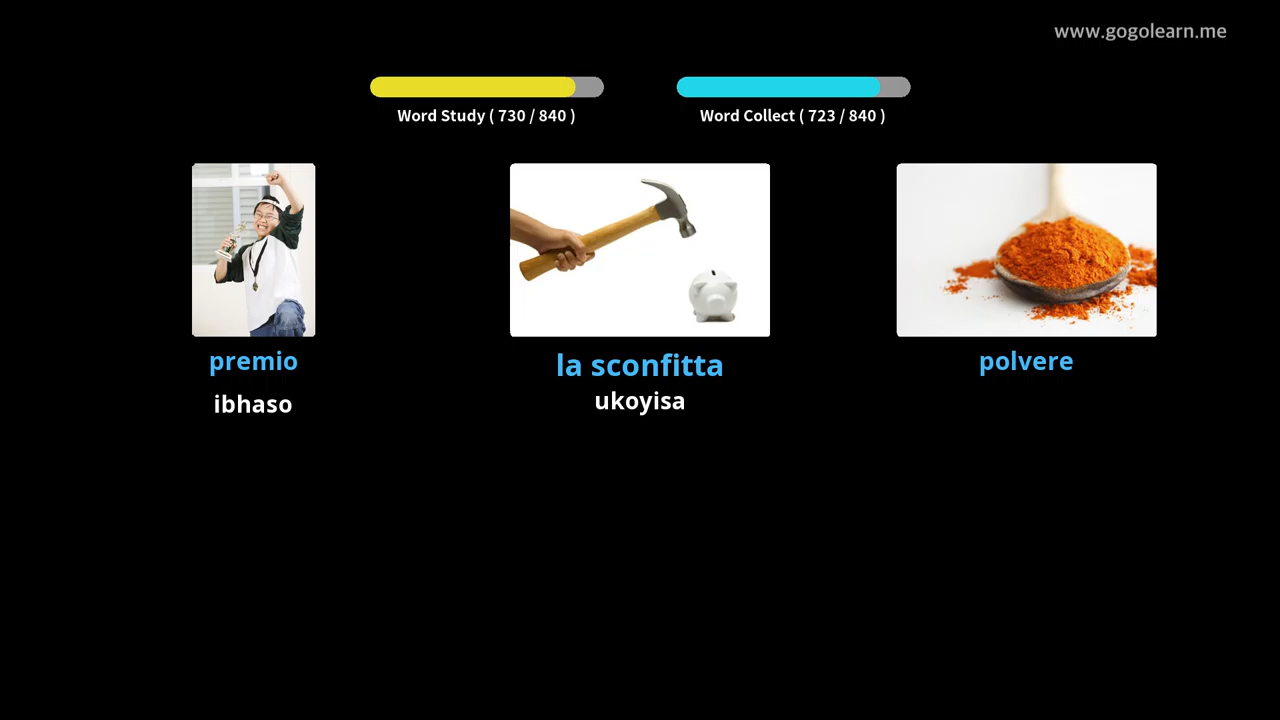 www.gogolearn.me
Word Study ( 730 / 840 )
Word Collect ( 723 / 840 )
premio
ibhaso
la sconfitta
ukoyisa
polvere